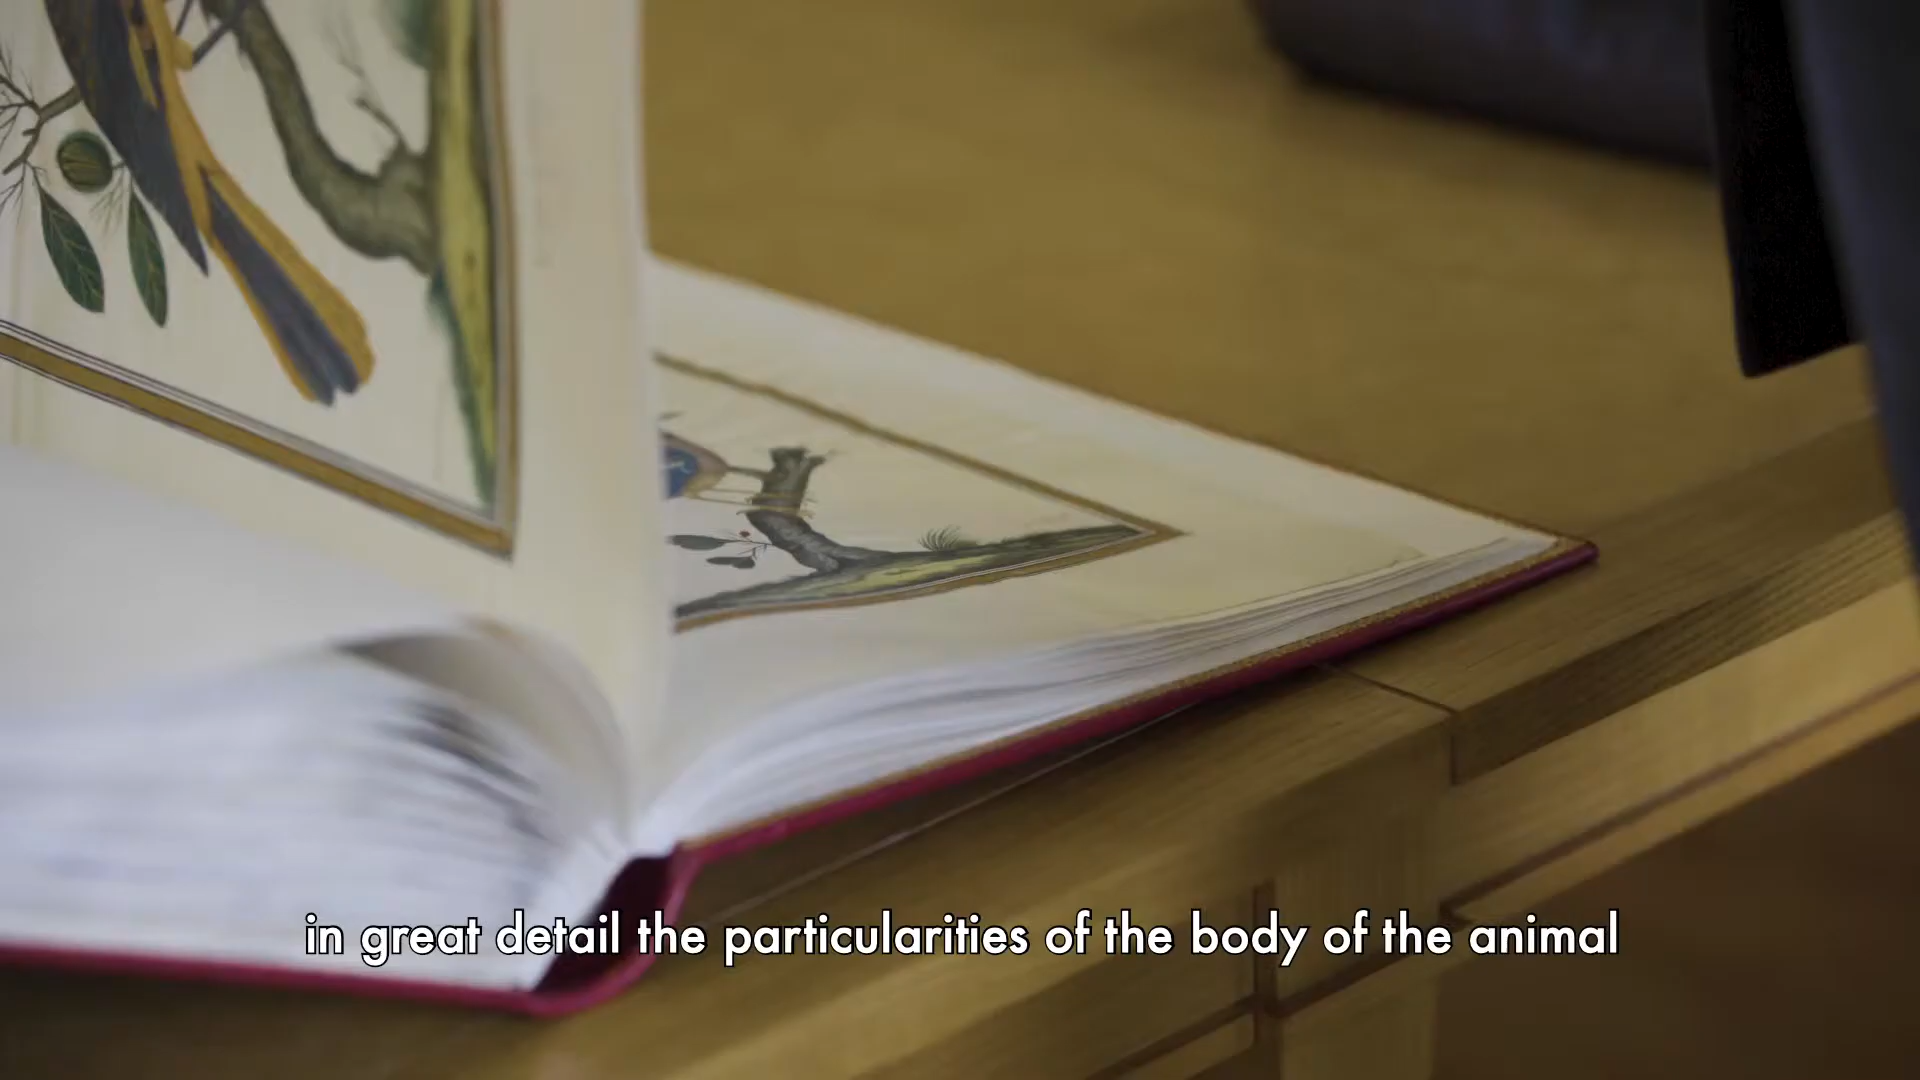 in great detail the particularities of the body of the animal